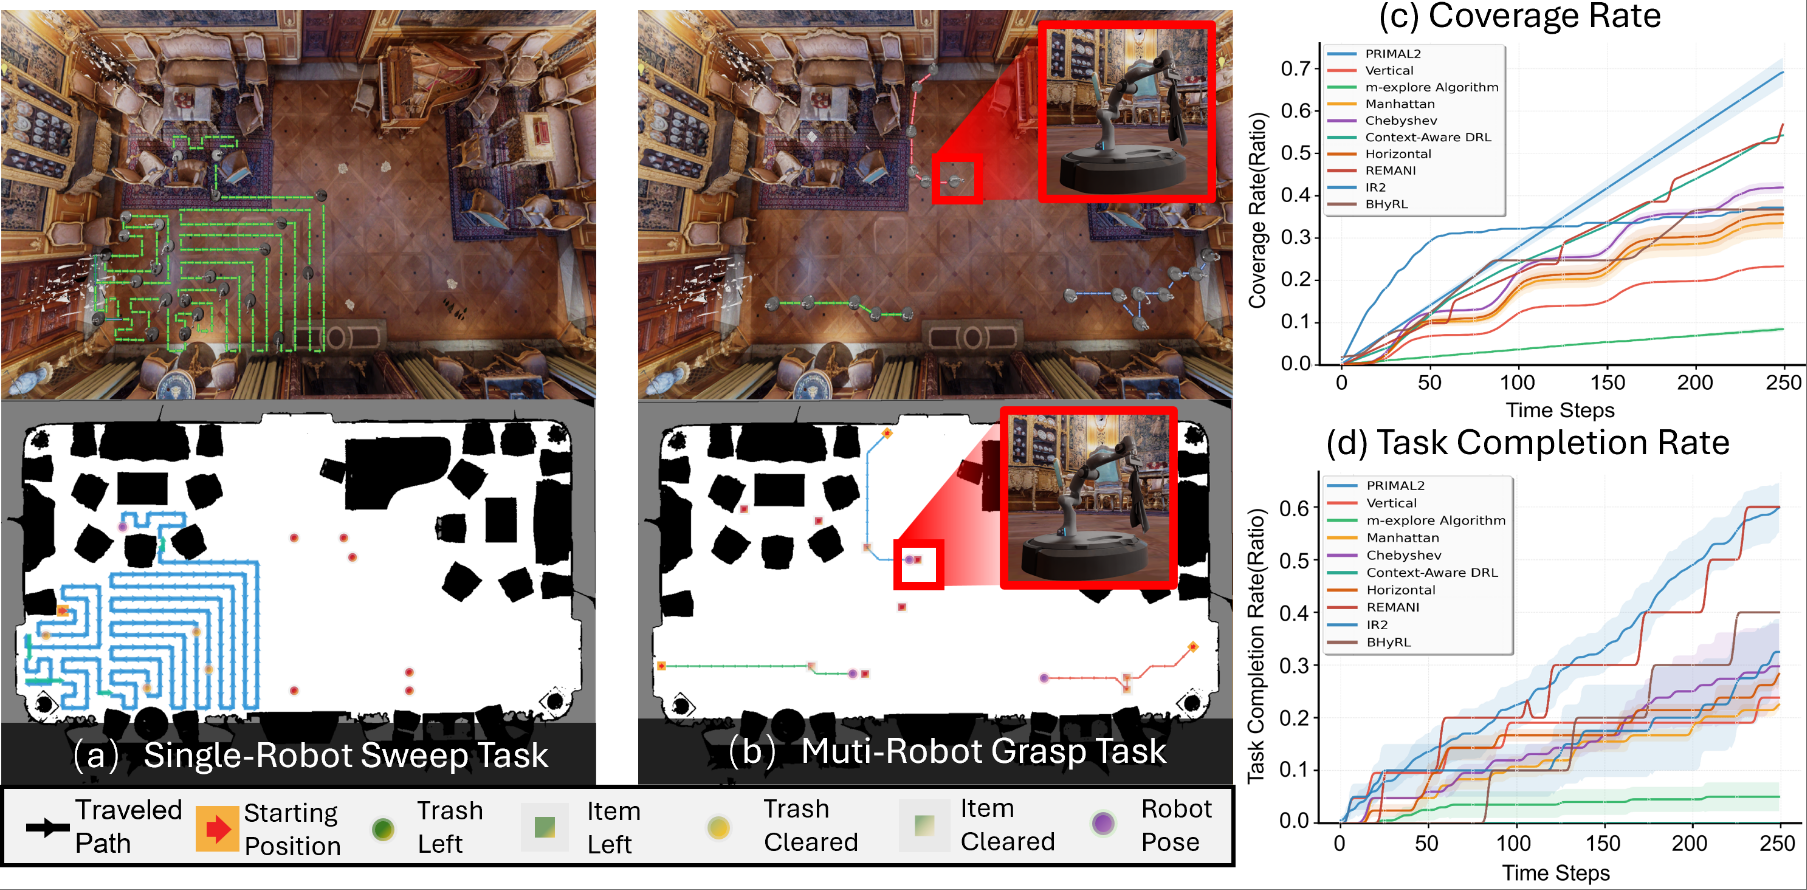 (a) Single-Robot Sweep Task
(b) Muti-Robot Grasp Task
Traveled
Path
Starting
Position
Trash
Left
Item
Left
Trash
Cleared
Item
Cleared
Robot
Pose
(c) Coverage Rate
Coverage Rate(Ratio)
0.7
0.6
0.5
0.4
0.3
0.2
0.1
0.0
PRIMAL2
Vertical
m-explore Algorithm
Manhattan
Chebyshev
Context-Aware DRL
Horizontal
REMANI
IR2
BHyRL
0 50 100 150 200 250
Time Steps
(d) Task Completion Rate
Task Completion Rate(Ratio)
0.6
0.5
0.4
0.3
0.2
0.1
0.0
PRIMAL2
Vertical
m-explore Algorithm
Manhattan
Chebyshev
Context-Aware DRL
Horizontal
REMANI
IR2
BHyRL
0 50 100 150 200 250
Time Steps